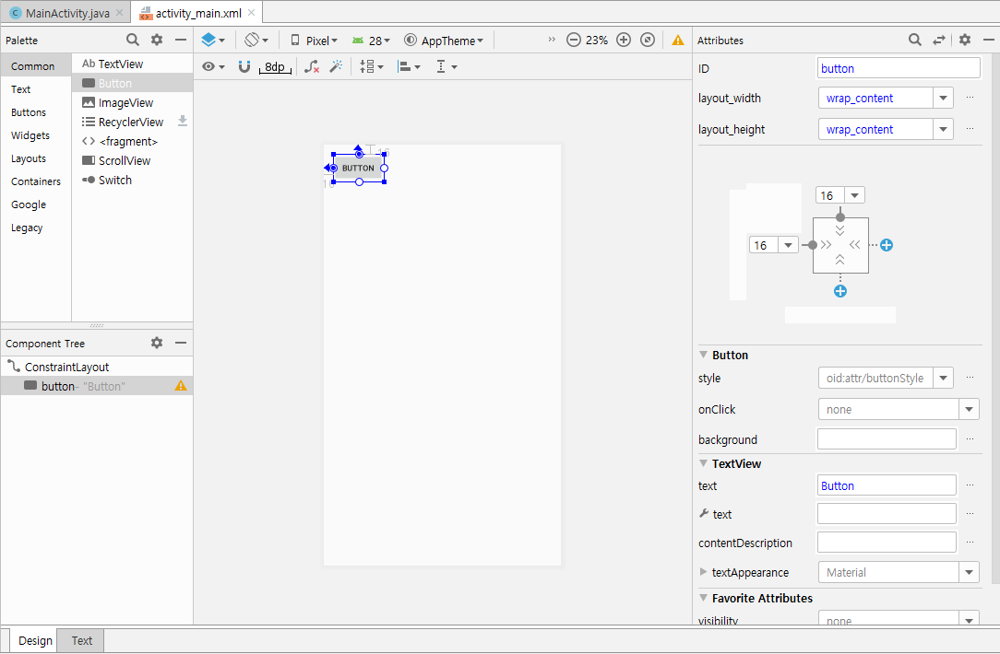 MainActivity.java
activity_main.xml
Palette
Common
Text
Buttons
Widgets
Layouts
Containers
Google
Legacy
Ab TextView
Button
ImageView
RecyclerView
<fragment>
ScrollView
Switch
Component Tree
ConstraintLayout
button- "Button"
Pixel
28
AppTheme
23%
8dp
16
BUTTON
Attributes
ID
button
layout_width
wrap_content
layout_height
wrap_content
16
16
Button
style
oid:attr/buttonStyle
onClick
none
background
TextView
text
Button
text
contentDescription
textAppearance
Material
Favorite Attributes
visibility
none
Design
Text